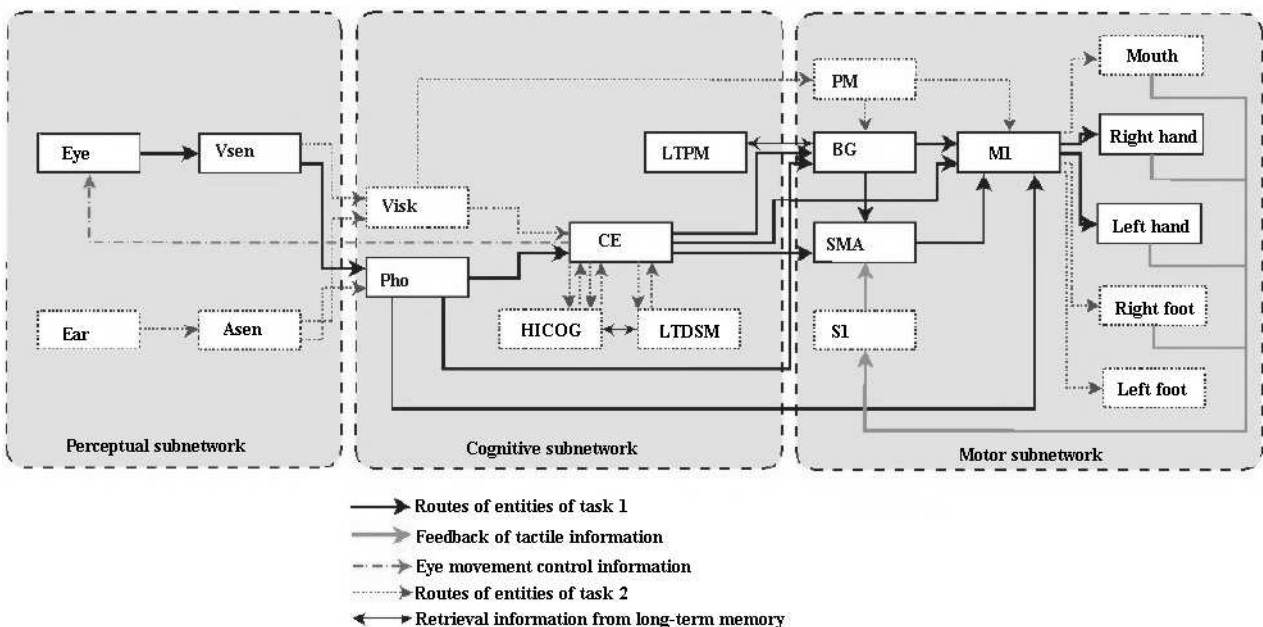 Eye
Vsen
Ear
Asen
Perceptual subnetwork
Visk
Pho
LTPM
CE
HICOG
LTDSM
Cognitive subnetwork
PM
BG
M1
SMA
S1
Mouth
Right hand
Left hand
Right foot
Left foot
Motor subnetwork
Routes of entities of task 1
Feedback of tactile information
Eye movement control information
Routes of entities of task 2
Retrieval information from long-term memory